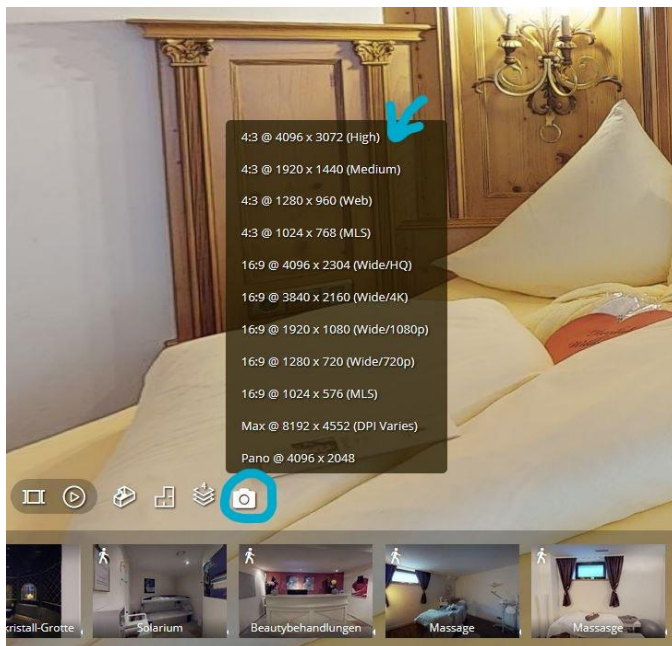 4:3 @ 4096 x 3072 (High)
4:3 @ 1920 x 1440 (Medium)
4:3 @ 1280 x 960 (Web)
4:3 @ 1024 x 768 (MLS)
16:9 @ 4096 x 2304 (Wide/HQ)
16:9 @ 3840 x 2160 (Wide/4K)
16:9 @ 1920 x 1080 (Wide/1080p)
16:9 @ 1280 x 720 (Wide/720p)
16:9 @ 1024 x 576 (MLS)
Max @ 8192 x 4552 (DPI Varies)
Pano @ 4096 x 2048
4
kristall-Grotte
Solarium
Beautybehandlungen
Massage
Massasge